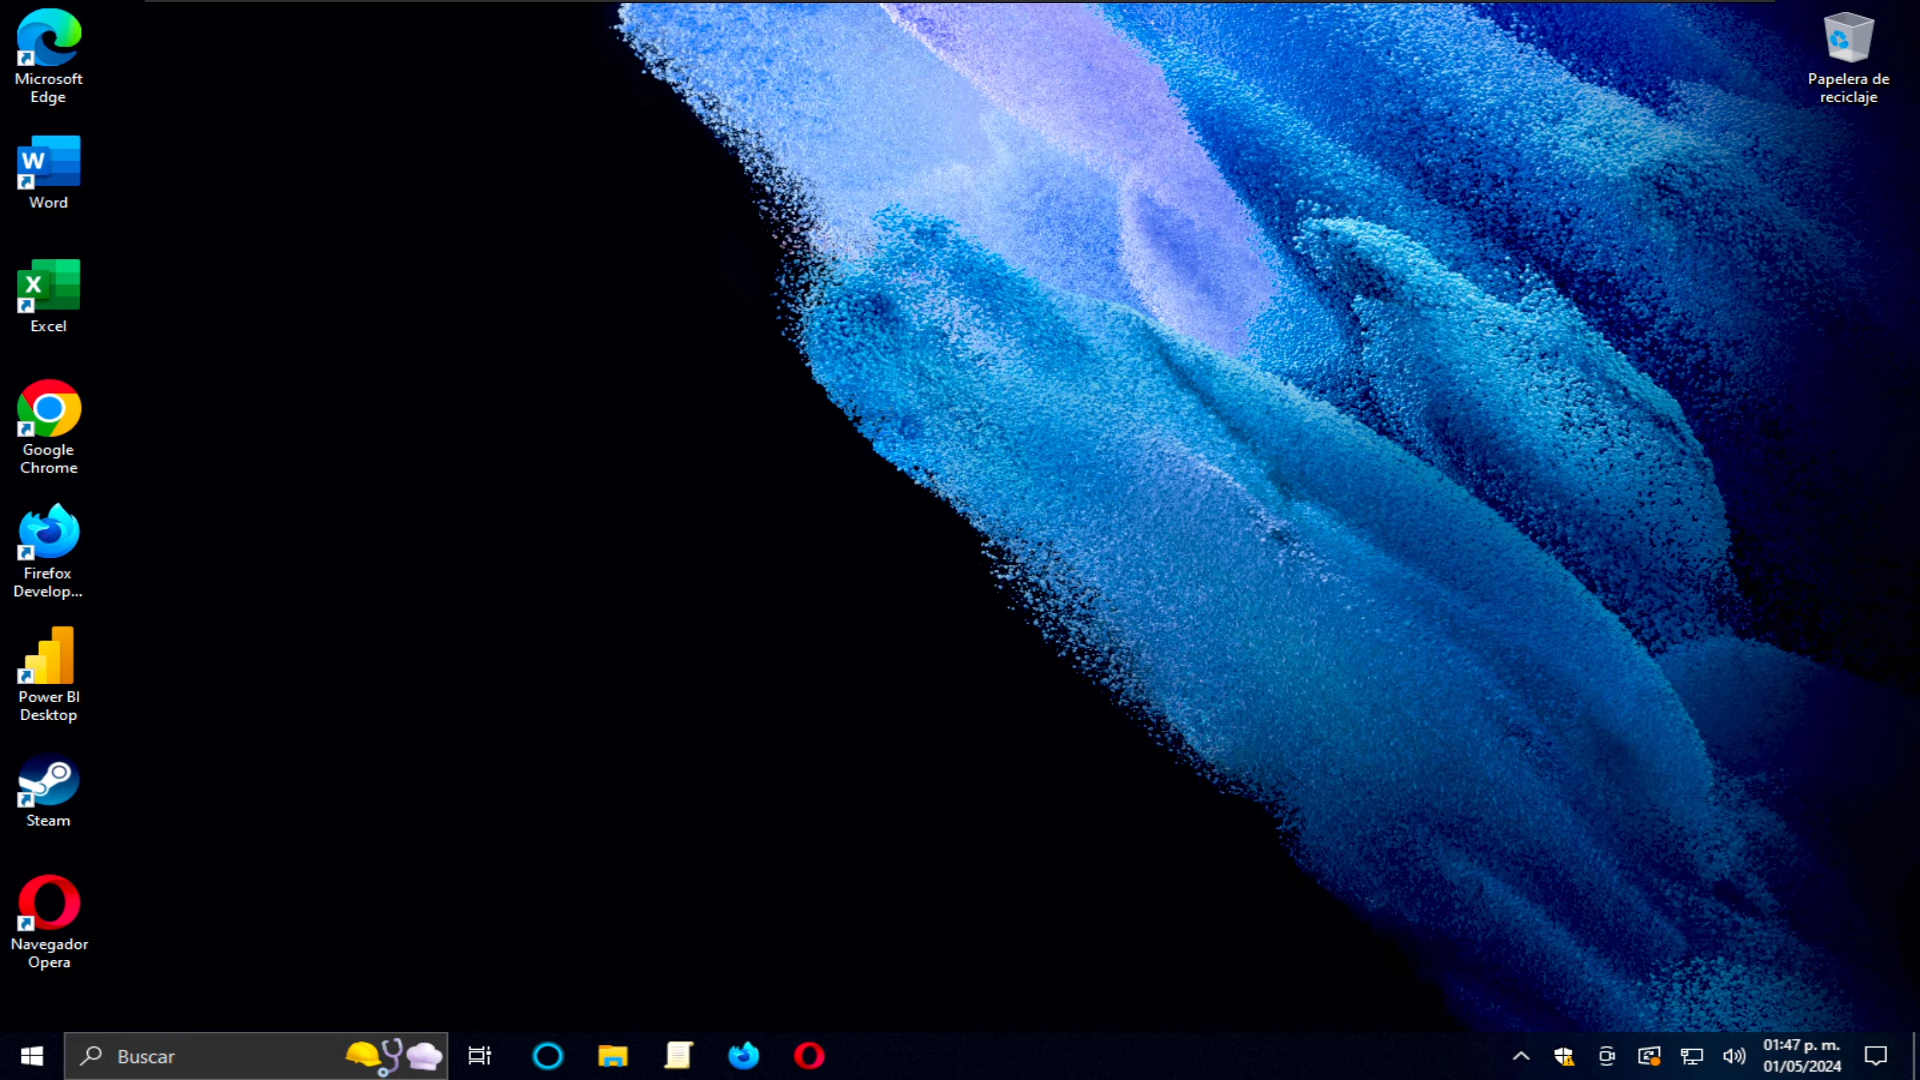 Microsoft
Edge
Word
Excel
Google
Chrome
Firefox
Develop...
Power BI
Desktop
Steam
Navegador
Opera
Papelera de
reciclaje
Buscar
01:47 p. m.
01/05/2024